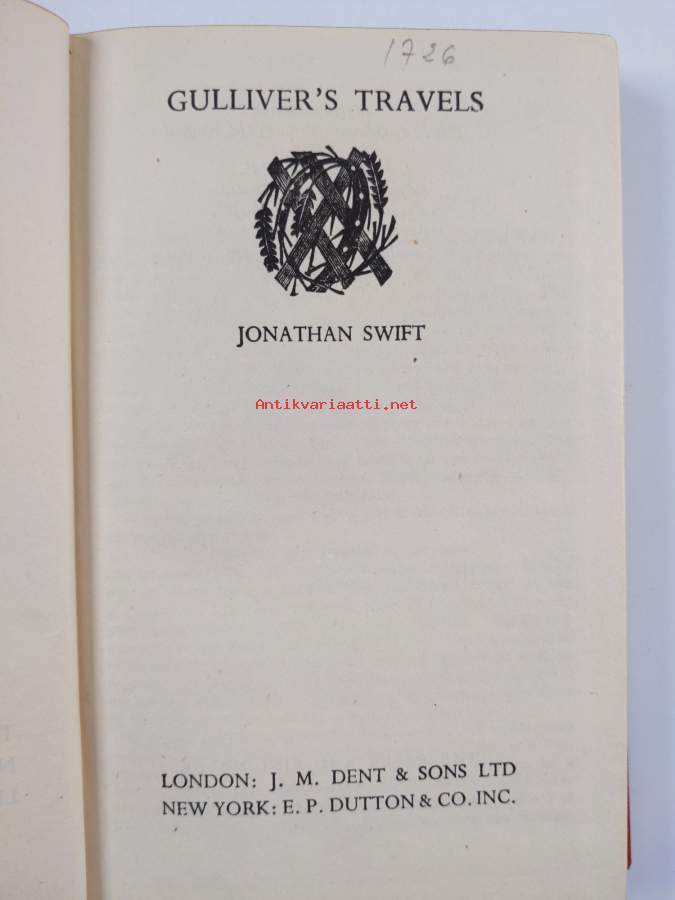 1726
GULLIVER'S TRAVELS
JONATHAN SWIFT
Antikvariaatti.net
LONDON: J. M. DENT & SONS LTD
NEW YORK: E. P. DUTTON & CO. INC.